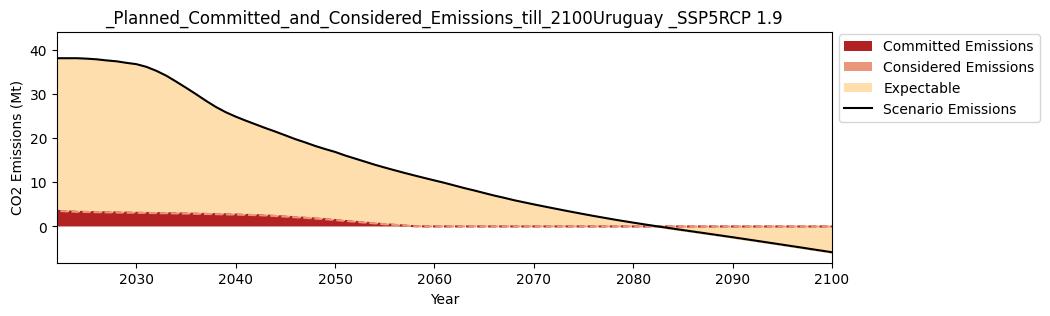 _Planned_Committed_and_Considered_Emissions_till_2100Uruguay _SSP5RCP 1.9
CO2 Emissions (Mt)
40
30
20
10
0
2030 2040 2050 2060 2070 2080 2090 2100
Year
Committed Emissions
Considered Emissions
Expectable
Scenario Emissions